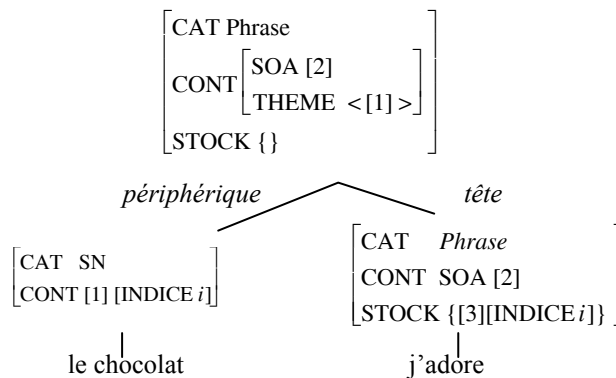 CAT Phrase
CONT [SOA [2]
THEME < [1] >]
STOCK {}
périphérique tête
CAT SN
CONT [1] [INDICE i]
CAT Phrase
CONT SOA [2]
STOCK {[3][INDICE i]}
le chocolat j'adore